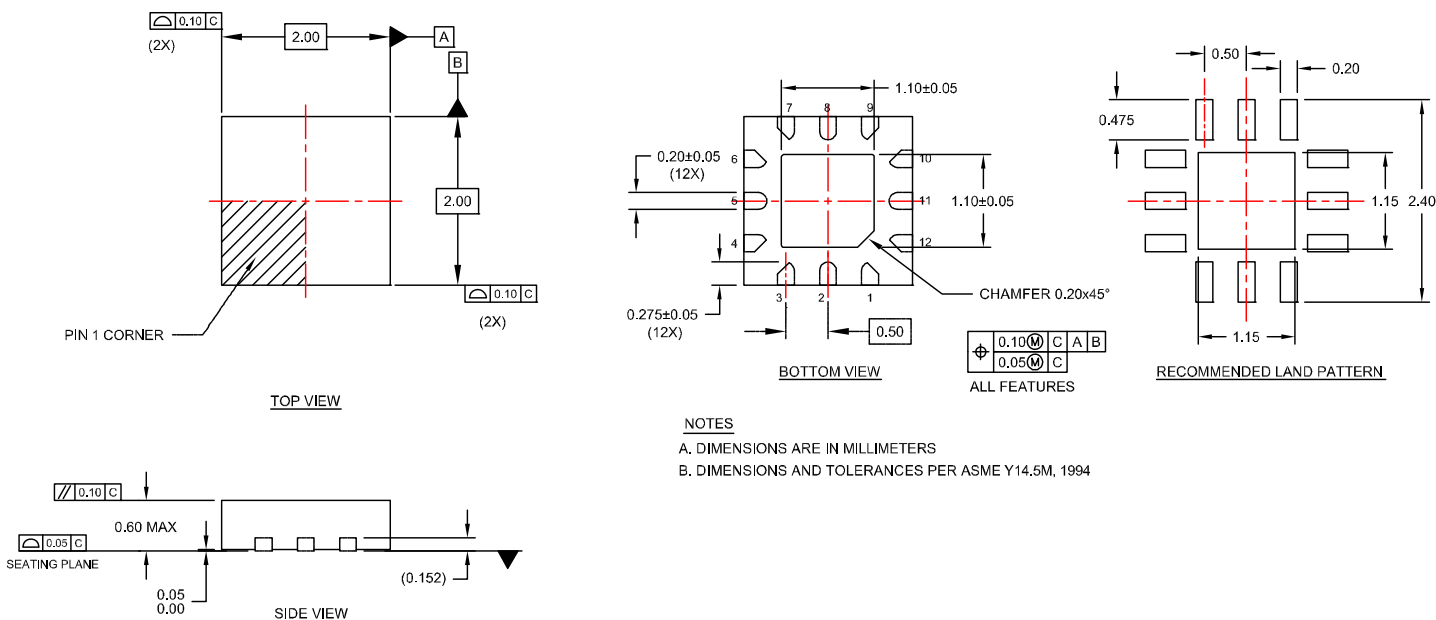 0.10 C
(2X)
2.00
A
B
2.00
0.10 C
(2X)
PIN 1 CORNER
TOP VIEW
1.10±0.05
7 8 9
0.20±0.05
(12X)
6
5
4
10
11
12
1.10±0.05
3 2 1
0.275±0.05
(12X)
0.50
CHAMFER 0.20x45°
0.10 Ⓜ C A B
0.05 Ⓜ C
ALL FEATURES
BOTTOM VIEW
0.50
0.20
0.475
1.15
2.40
1.15
RECOMMENDED LAND PATTERN
NOTES
A. DIMENSIONS ARE IN MILLIMETERS
B. DIMENSIONS AND TOLERANCES PER ASME Y14.5M, 1994
// 0.10 C
0.60 MAX
0.05 C
SEATING PLANE
0.05
0.00
(0.152)
SIDE VIEW